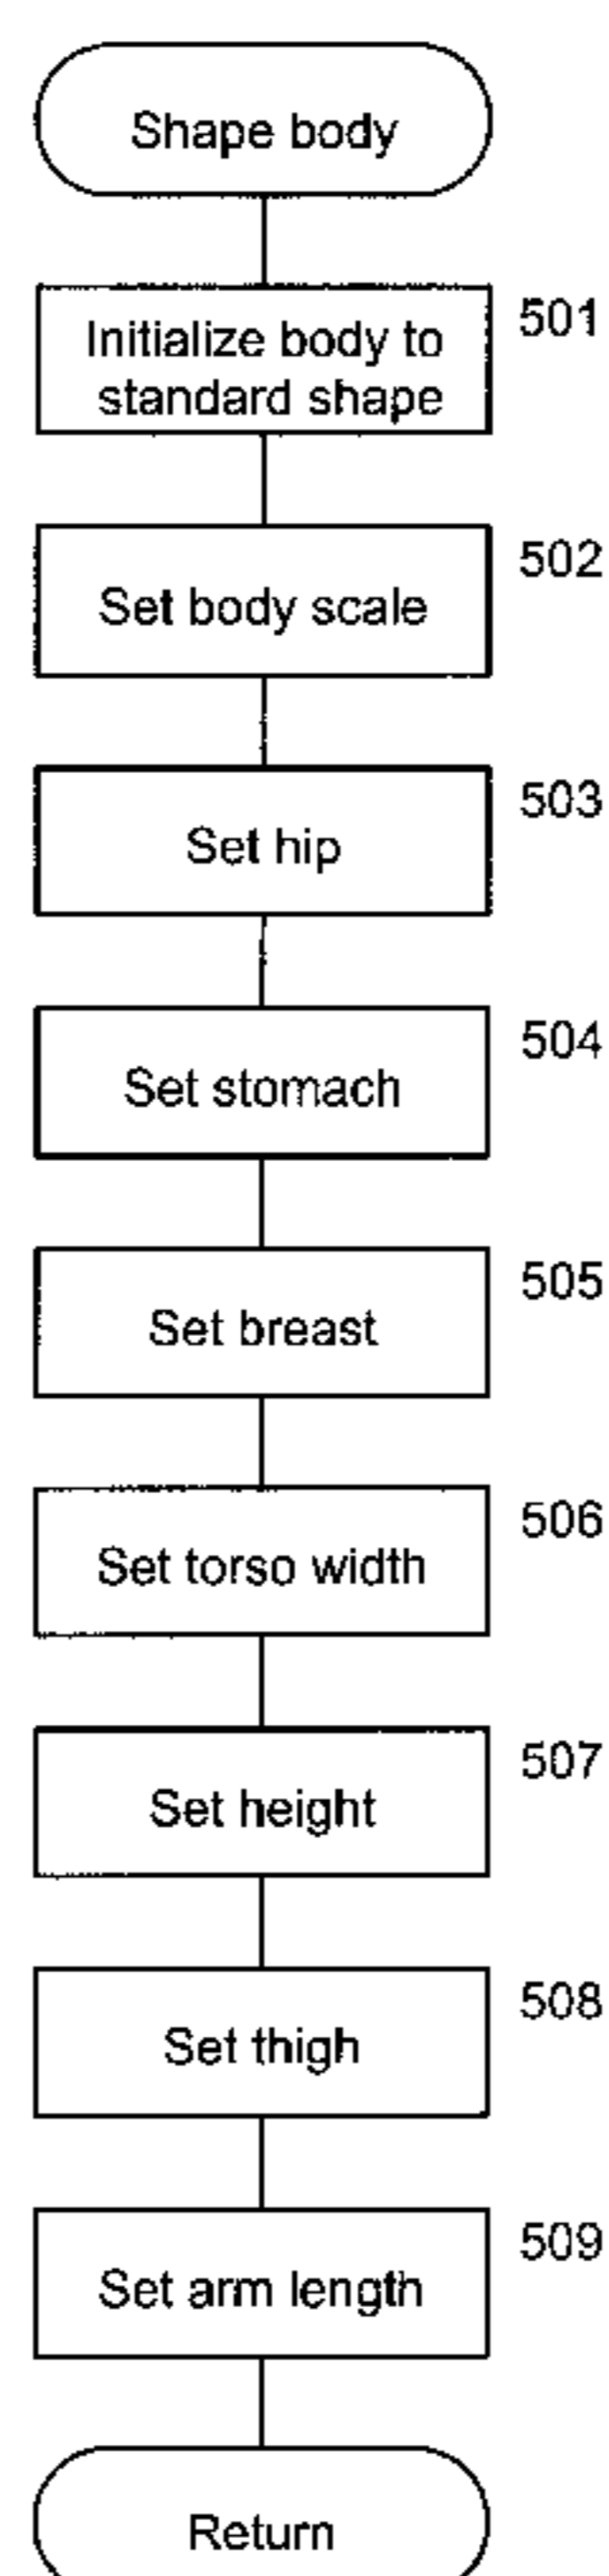 Shape body
501
Initialize body to
standard shape
502
Set body scale
503
Set hip
504
Set stomach
505
Set breast
506
Set torso width
507
Set height
508
Set thigh
509
Set arm length
Return